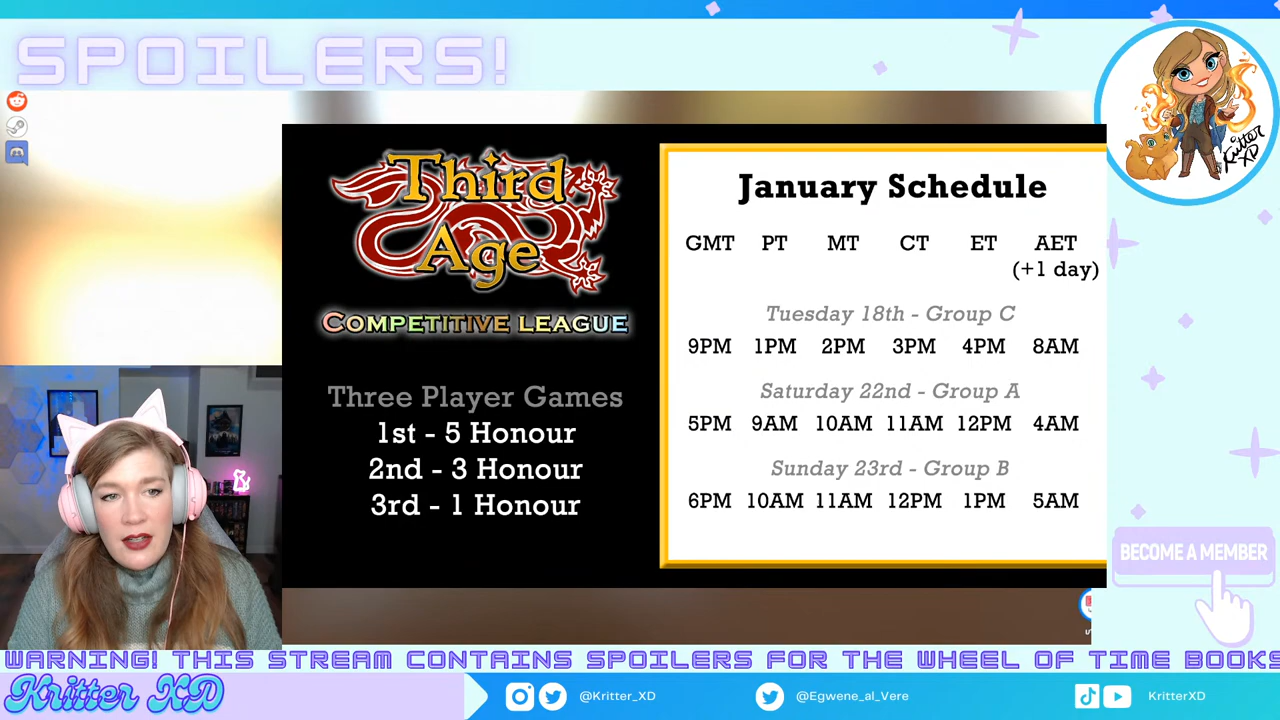 SPOILERS!
Kritter XD
Third
Age
COMPETITIVE LEAGUE
Three Player Games
1st - 5 Honour
2nd - 3 Honour
3rd - 1 Honour
January Schedule
GMT PT MT CT ET AET
(+1 day)
Tuesday 18th - Group C
9PM 1PM 2PM 3PM 4PM 8AM
Saturday 22nd - Group A
5PM 9AM 10AM 11AM 12PM 4AM
Sunday 23rd - Group B
6PM 10AM 11AM 12PM 1PM 5AM
BECOME A MEMBER
WARNING! THIS STREAM CONTAINS SPOILERS FOR THE WHEEL OF TIME BOOKS
Kritter XD
@Kritter_XD
@Egwene_al_Vere
KritterXD